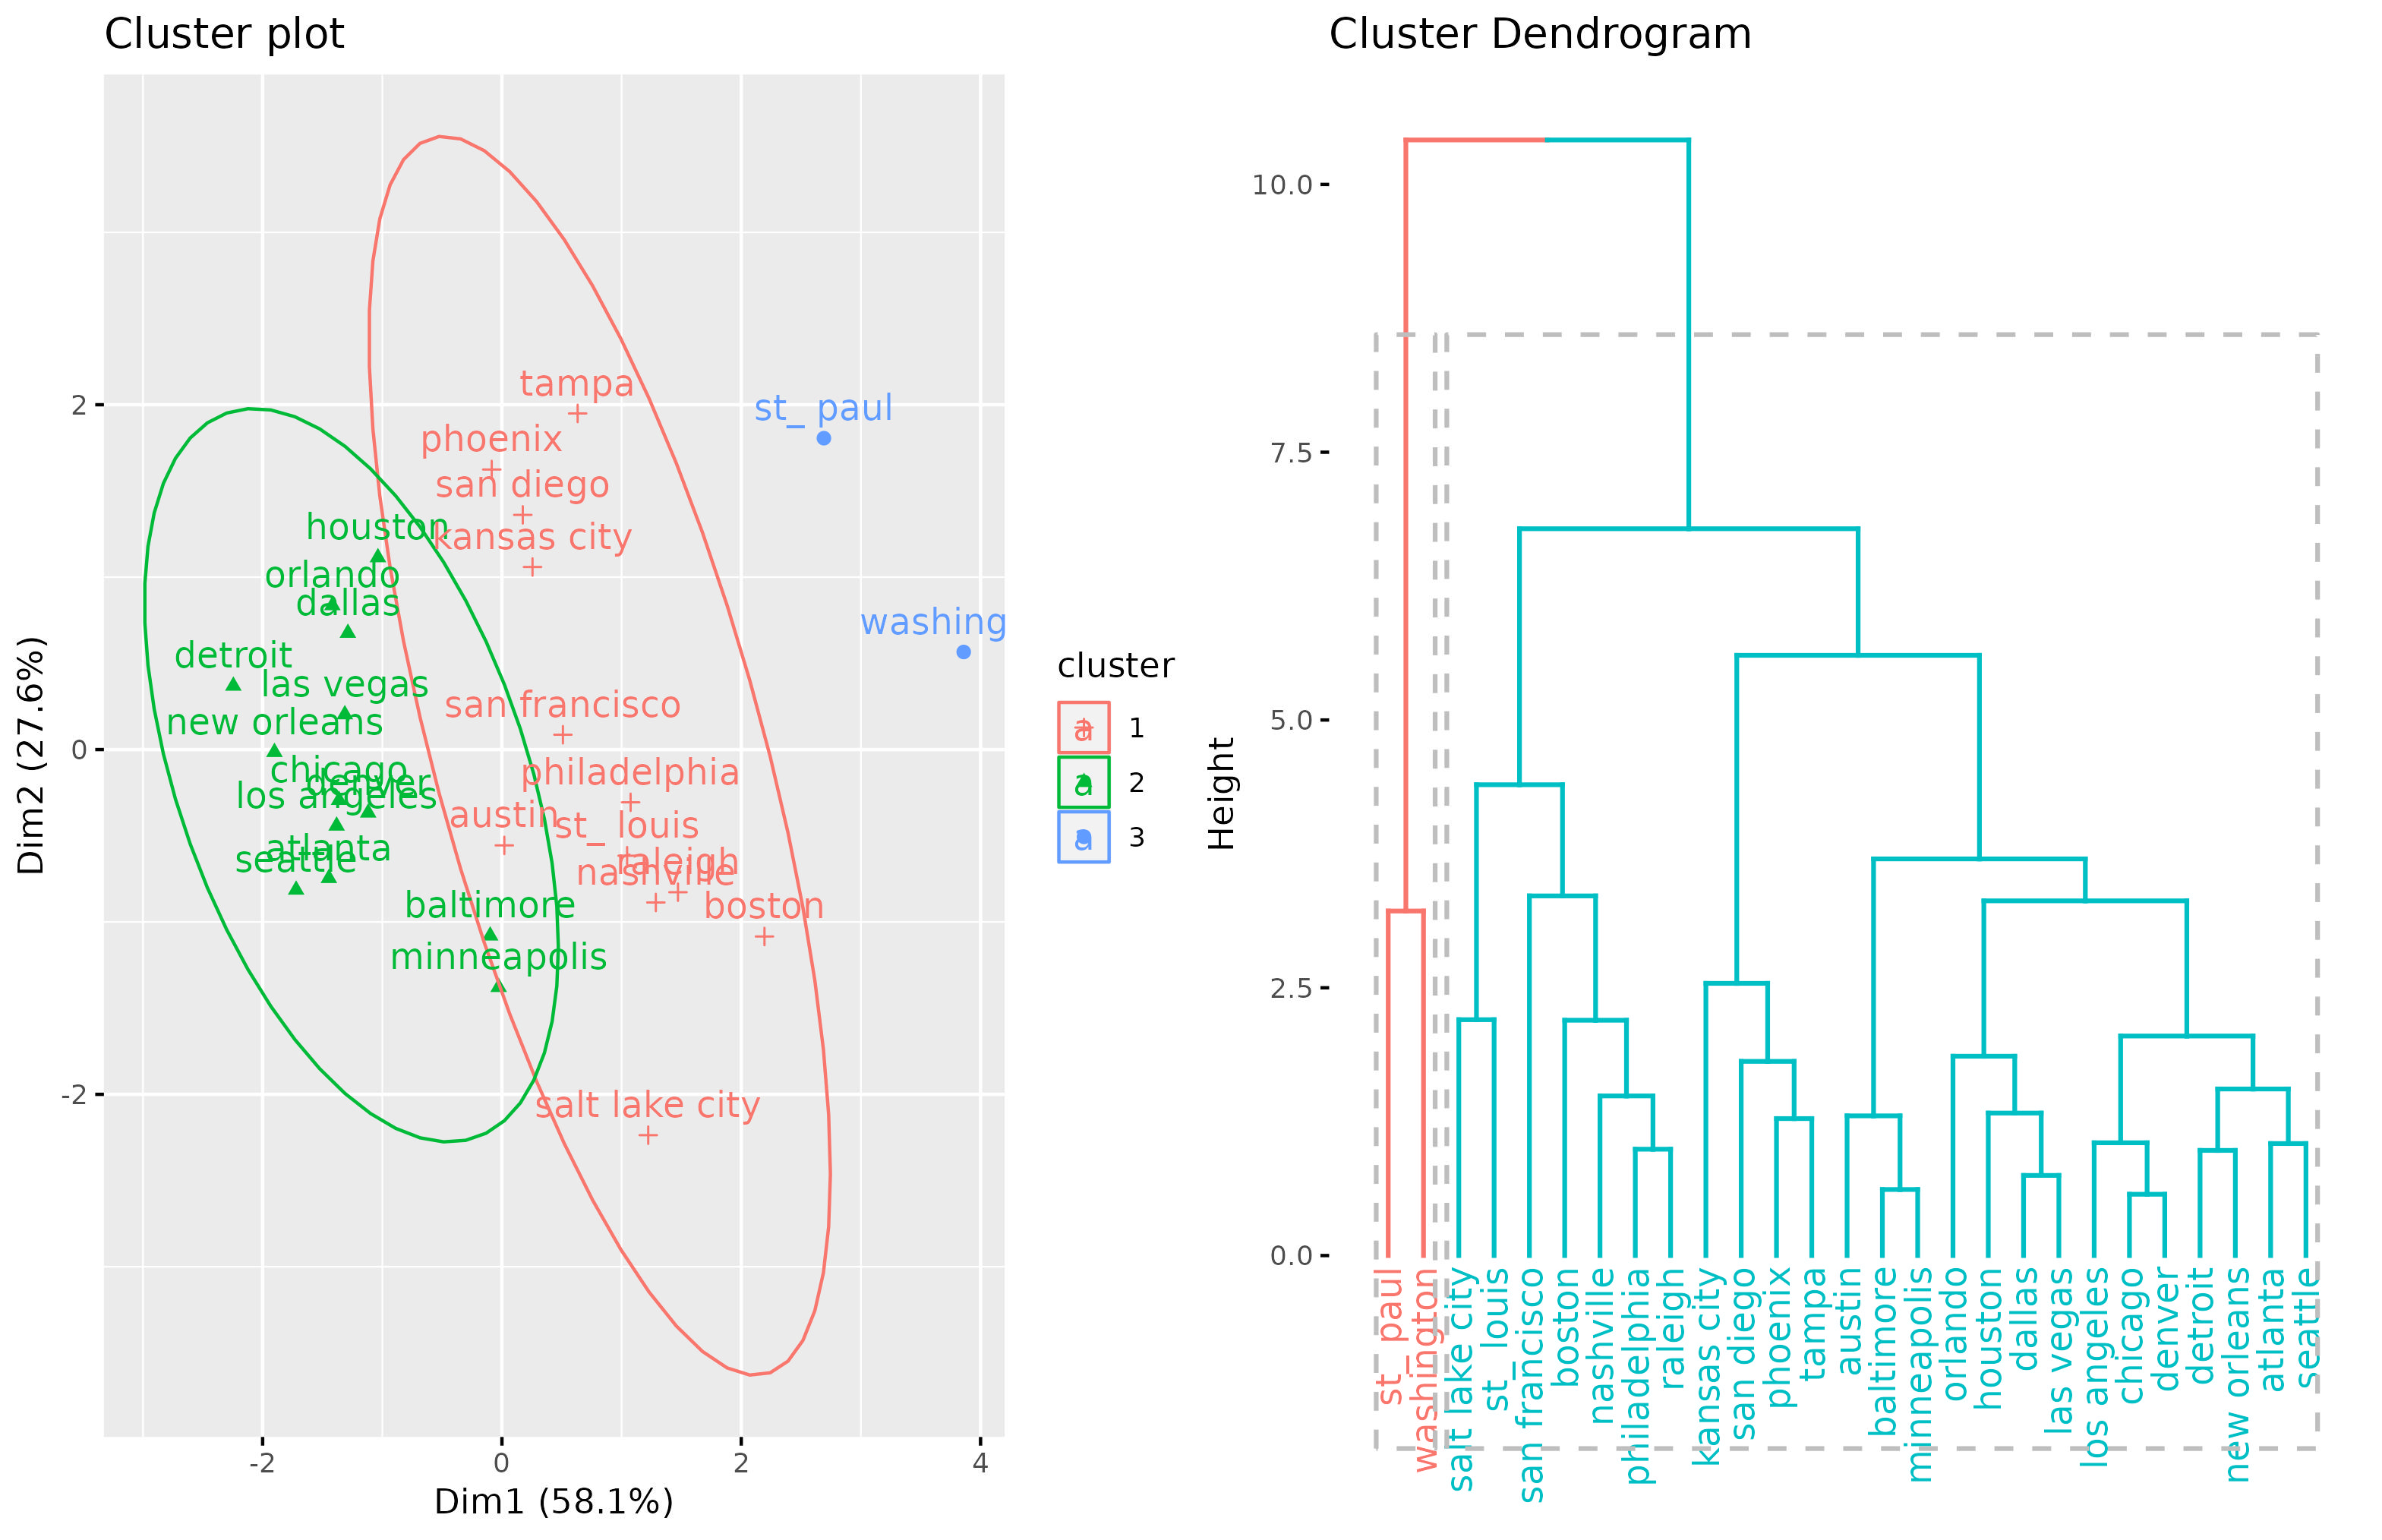 Cluster plot
tampa
st_ paul
phoenix
san diego
houston
kansas city
orlando
dallas
washing
detroit
las vegas
san francisco
new orleans
chicago
denver
philadelphia
los angeles
austin
st_ louis
atlanta
seattle
raleigh
nashville
baltimore
boston
minneapolis
salt lake city
2
0
-2
-2
0
2
4
Dim1 (58.1%)
Dim2 (27.6%)
cluster
a 1
a 2
a 3
Cluster Dendrogram
10.0
7.5
5.0
2.5
0.0
Height
st_ paul
washington
salt lake city
st_ louis
san francisco
boston
nashville
philadelphia
raleigh
kansas city
san diego
phoenix
tampa
austin
baltimore
minneapolis
orlando
houston
dallas
las vegas
los angeles
chicago
denver
detroit
new orleans
atlanta
seattle